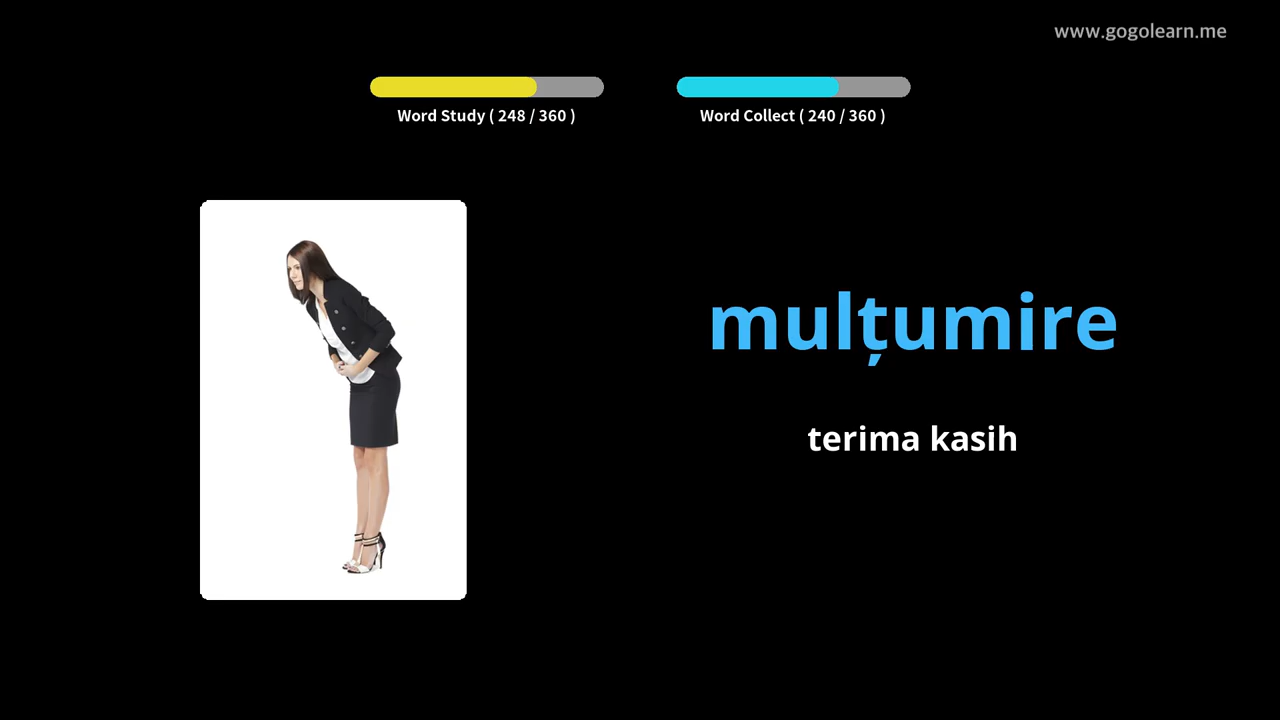 www.gogolearn.me
Word Study ( 248 / 360 )
Word Collect ( 240 / 360 )
mulțumire
terima kasih